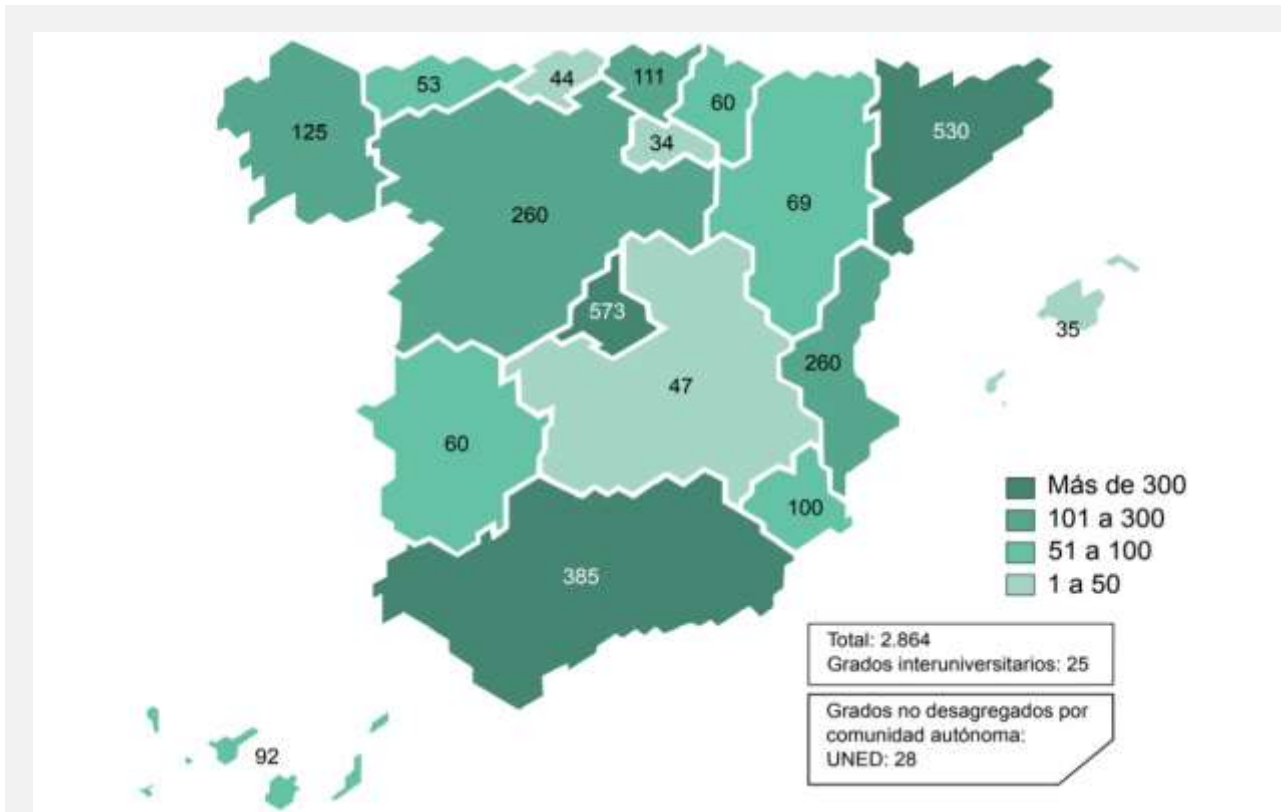 53
44
111
60
125
34
530
260
69
573
35
47
260
60
100
385
92
Más de 300
101 a 300
51 a 100
1 a 50
Total: 2.864
Grados interuniversitarios: 25
Grados no desagregados por
comunidad autónoma:
UNED: 28